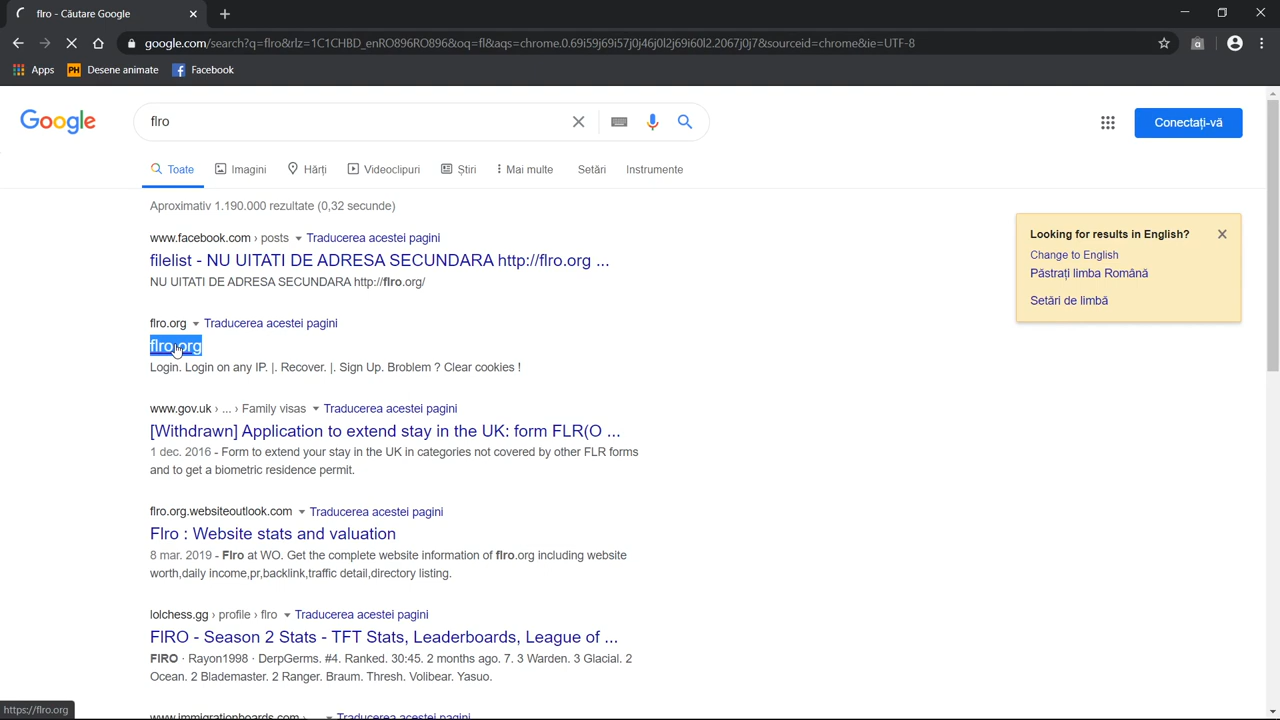 flro - Căutare Google
google.com/search?q=flro&rlz=1C1CHBD_enRO896RO896&oq=fl&aqs=chrome.0.69i59j69i57j0j46j0l2j69i60l2.2067j0j7&sourceid=chrome&ie=UTF-8
Apps PH Desene animate Facebook
Google
flro
Conectați-vă
Toate Imagini Hărți Videoclipuri Știri Mai multe Setări Instrumente
Aproximativ 1.190.000 rezultate (0,32 secunde)
www.facebook.com › posts Traducerea acestei pagini
filelist - NU UITATI DE ADRESA SECUNDARA http://flro.org ...
NU UITATI DE ADRESA SECUNDARA http://flro.org/
Looking for results in English?
Change to English
Păstrați limba Română
Setări de limbă
flro.org Traducerea acestei pagini
flro.org
Login. Login on any IP. |. Recover. |. Sign Up. Broblem ? Clear cookies !
www.gov.uk › ... › Family visas Traducerea acestei pagini
[Withdrawn] Application to extend stay in the UK: form FLR(O ...
1 dec. 2016 - Form to extend your stay in the UK in categories not covered by other FLR forms
and to get a biometric residence permit.
flro.org.websiteoutlook.com Traducerea acestei pagini
Flro : Website stats and valuation
8 mar. 2019 - Flro at WO. Get the complete website information of flro.org including website
worth,daily income,pr,backlink,traffic detail,directory listing.
lolchess.gg › profile › flro Traducerea acestei pagini
FlRO - Season 2 Stats - TFT Stats, Leaderboards, League of ...
FlRO · Rayon1998 · DerpGerms. #4. Ranked. 30:45. 2 months ago. 7. 3 Warden. 3 Glacial. 2
Ocean. 2 Blademaster. 2 Ranger. Braum. Thresh. Volibear. Yasuo.
www.immigrationboards.com › ... Traducerea acestei pagini
https://flro.org